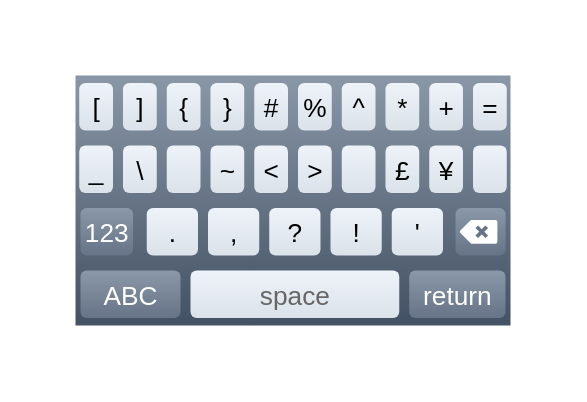 [ ] { } # % ^ * + =
_ \ ~ < > £ ¥
123 . , ? ! '
ABC space return